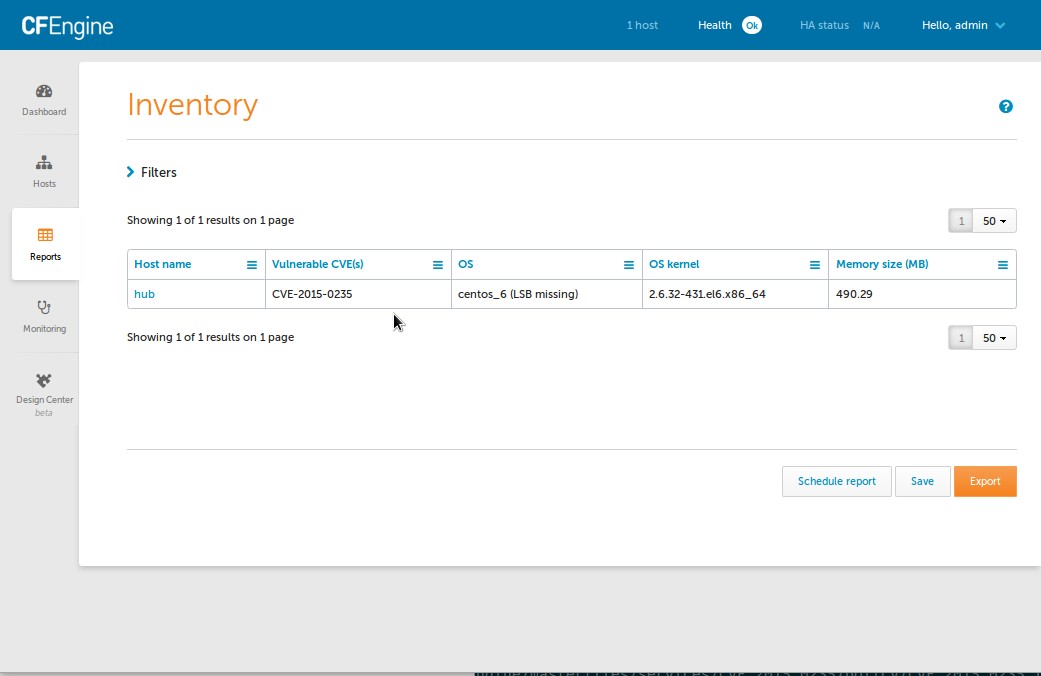 CFEngine
1 host
Health
Ok
HA status
N/A
Hello, admin
Dashboard
Hosts
Reports
Monitoring
Design Center
beta
Inventory
?
Filters
Showing 1 of 1 results on 1 page
1
50
Host name
Vulnerable CVE(s)
OS
OS kernel
Memory size (MB)
hub
CVE-2015-0235
centos_6 (LSB missing)
2.6.32-431.el6.x86_64
490.29
Showing 1 of 1 results on 1 page
1
50
Schedule report
Save
Export